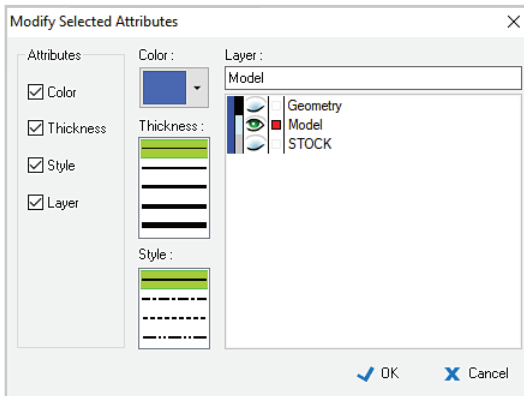 Modify Selected Attributes
Attributes
Color
Thickness
Style
Layer
Color :
Thickness :
Style :
Layer :
Model
Geometry
Model
STOCK
OK
Cancel